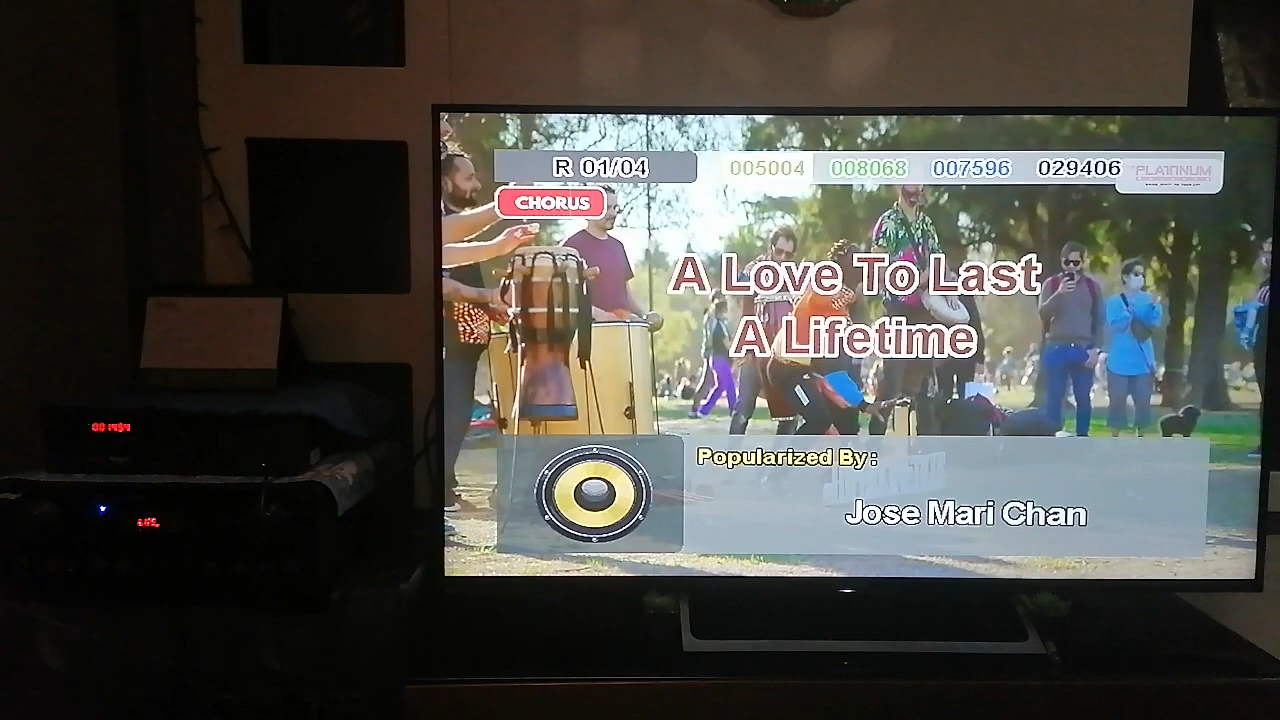 R 01/04 005004 008068 007596 029406 PLATINUM
CHORUS
A Love To Last
A Lifetime
Popularized By:
Jose Mari Chan